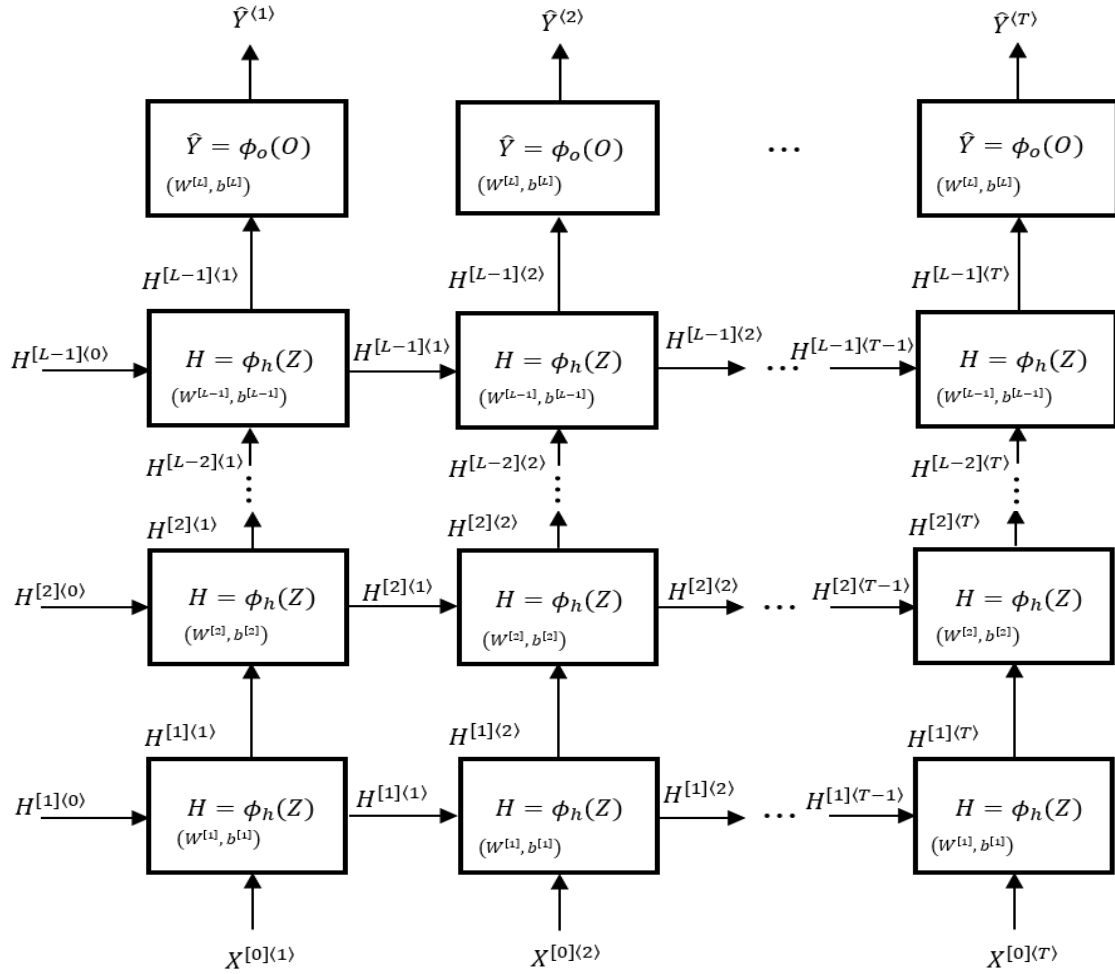 Ŷ⟨1⟩ Ŷ⟨2⟩ Ŷ⟨T⟩
Ŷ = ϕₒ(O) Ŷ = ϕₒ(O) ... Ŷ = ϕₒ(O)
(W^[L], b^[L]) (W^[L], b^[L]) (W^[L], b^[L])
H^[L−1]⟨1⟩ H^[L−1]⟨2⟩ H^[L−1]⟨T⟩
H^[L−1]⟨0⟩ H = ϕₕ(Z) H^[L−1]⟨1⟩ H = ϕₕ(Z) H^[L−1]⟨2⟩ ... H^[L−1]⟨T−1⟩ H = ϕₕ(Z)
(W^[L−1], b^[L−1]) (W^[L−1], b^[L−1]) (W^[L−1], b^[L−1])
H^[L−2]⟨1⟩ H^[L−2]⟨2⟩ H^[L−2]⟨T⟩
⋮ ⋮ ⋮
H^[2]⟨1⟩ H^[2]⟨2⟩ H^[2]⟨T⟩
H^[2]⟨0⟩ H = ϕₕ(Z) H^[2]⟨1⟩ H = ϕₕ(Z) H^[2]⟨2⟩ ... H^[2]⟨T−1⟩ H = ϕₕ(Z)
(W^[2], b^[2]) (W^[2], b^[2]) (W^[2], b^[2])
H^[1]⟨1⟩ H^[1]⟨2⟩ H^[1]⟨T⟩
H^[1]⟨0⟩ H = ϕₕ(Z) H^[1]⟨1⟩ H = ϕₕ(Z) H^[1]⟨2⟩ ... H^[1]⟨T−1⟩ H = ϕₕ(Z)
(W^[1], b^[1]) (W^[1], b^[1]) (W^[1], b^[1])
X^[0]⟨1⟩ X^[0]⟨2⟩ X^[0]⟨T⟩